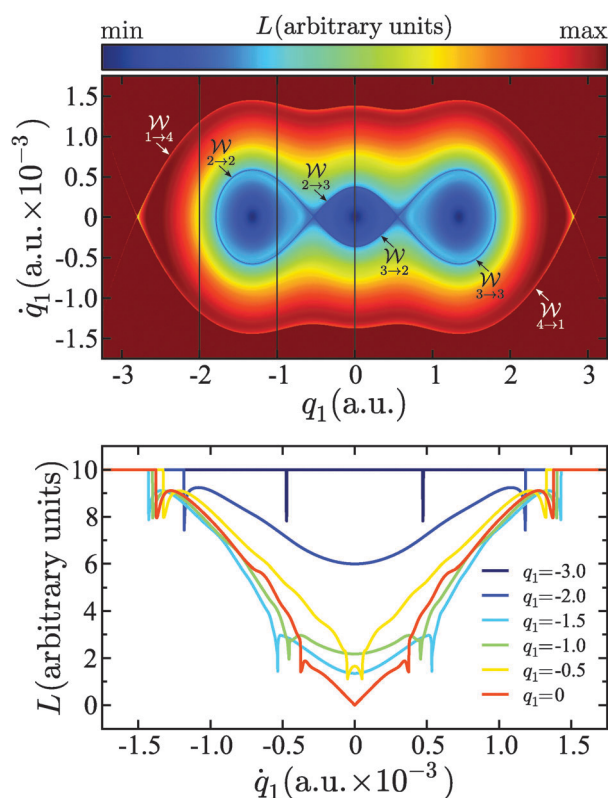 min L(arbitrary units) max
q̇₁(a.u.×10⁻³)
1.5
1.0
0.5
0
-0.5
-1.0
-1.5
𝒲 1→4
𝒲 2→2
𝒲 2→3
𝒲 3→2
𝒲 3→3
𝒲 4→1
-3 -2 -1 0 1 2 3
q₁(a.u.)
L(arbitrary units)
10
8
6
4
2
0
q₁=-3.0
q₁=-2.0
q₁=-1.5
q₁=-1.0
q₁=-0.5
q₁=0
-1.5 -1.0 -0.5 0 0.5 1.0 1.5
q̇₁(a.u.×10⁻³)